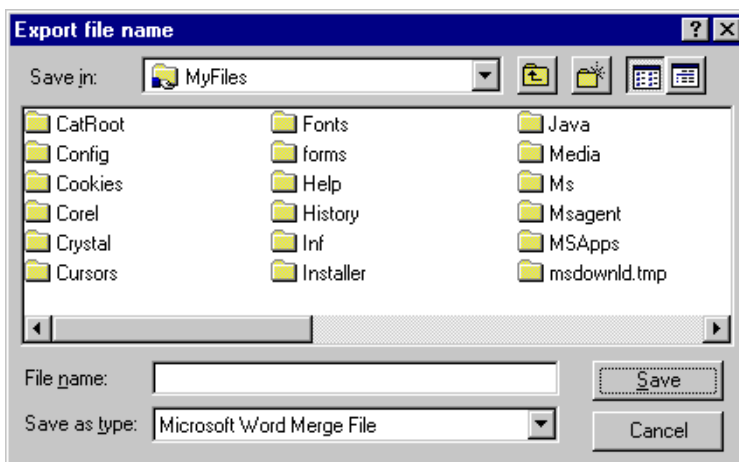 Export file name
Save in: MyFiles
CatRoot Fonts Java
Config forms Media
Cookies Help Ms
Corel History Msagent
Crystal Inf MSApps
Cursors Installer msdownld.tmp
File name: Save
Save as type: Microsoft Word Merge File Cancel